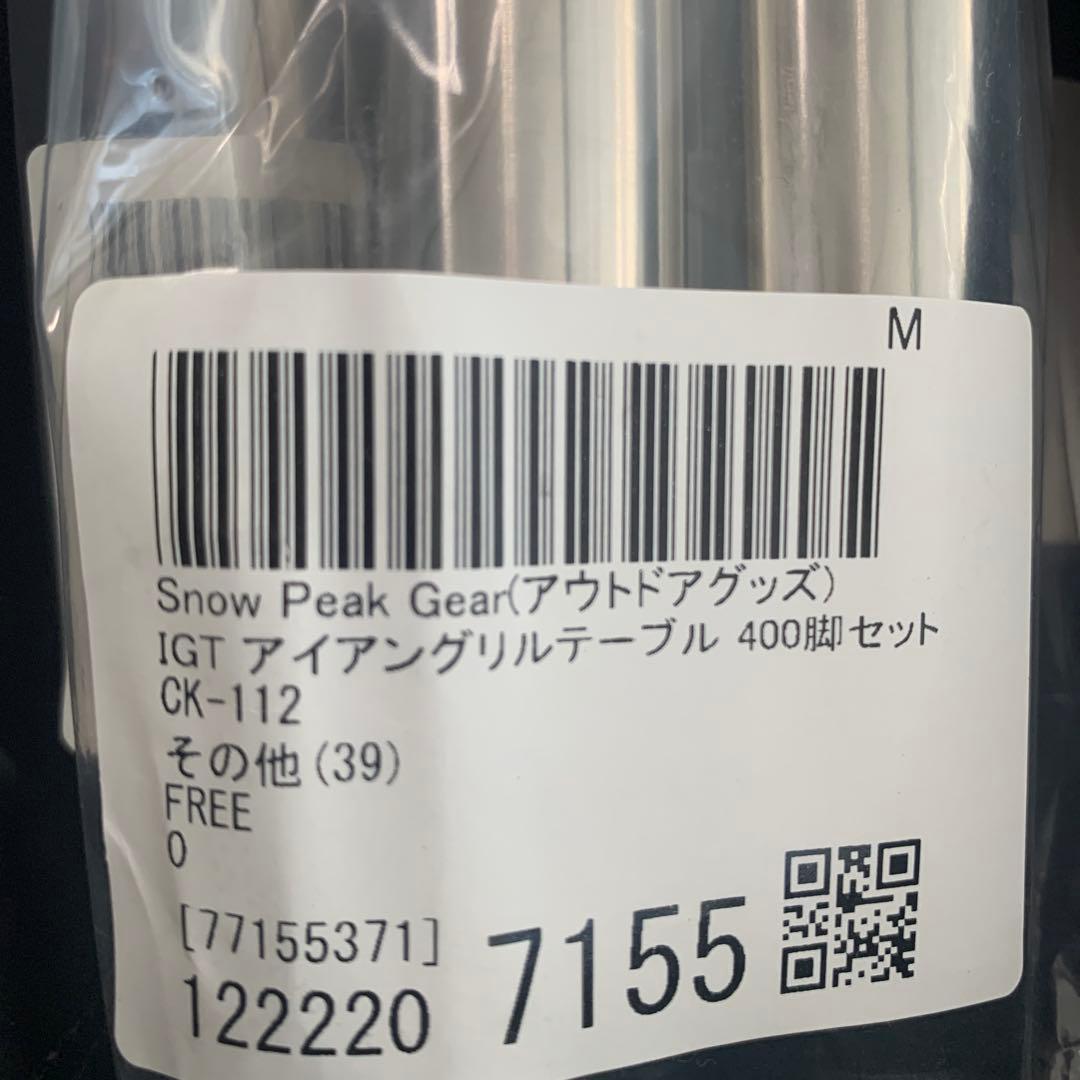 M
Snow Peak Gear(アウトドアグッズ)
IGT アイアングリルテーブル 400脚セット
CK-112
その他(39)
FREE
0
[77155371]
122220 7155